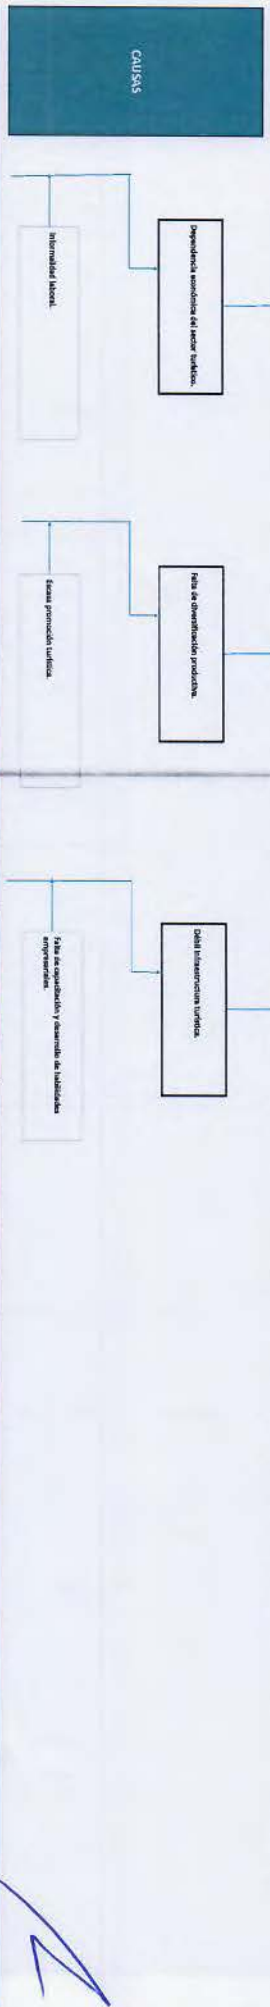 CAUSAS
Dependencia económica del sector turístico.
Falta de diversificación productiva.
Débil infraestructura turística.
Informalidad laboral.
Escasa promoción turística.
Falta de capacitación y desarrollo de habilidades
empresariales.